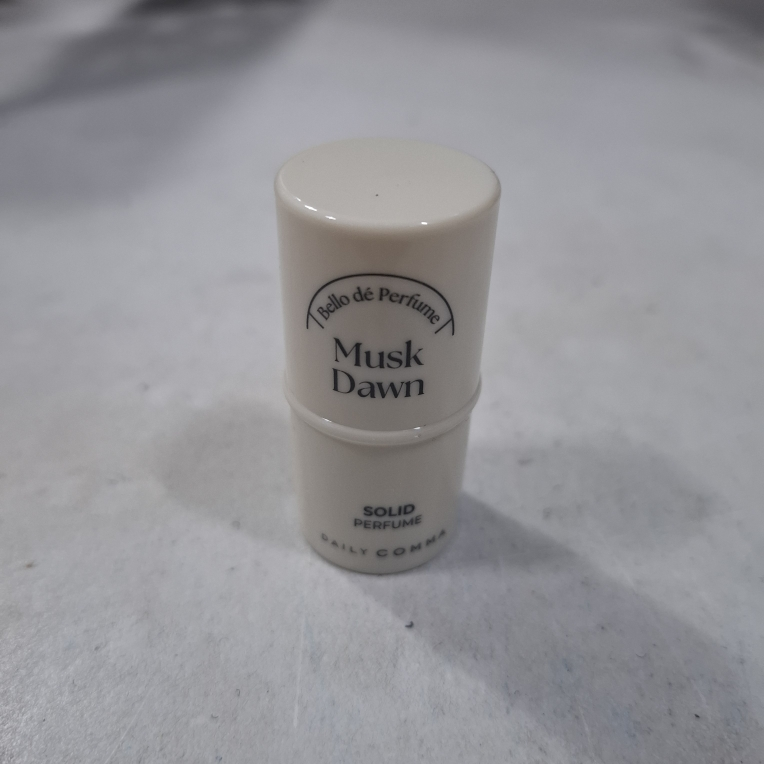 Bello dé Perfume
Musk
Dawn
SOLID
PERFUME
DAILY COMMA